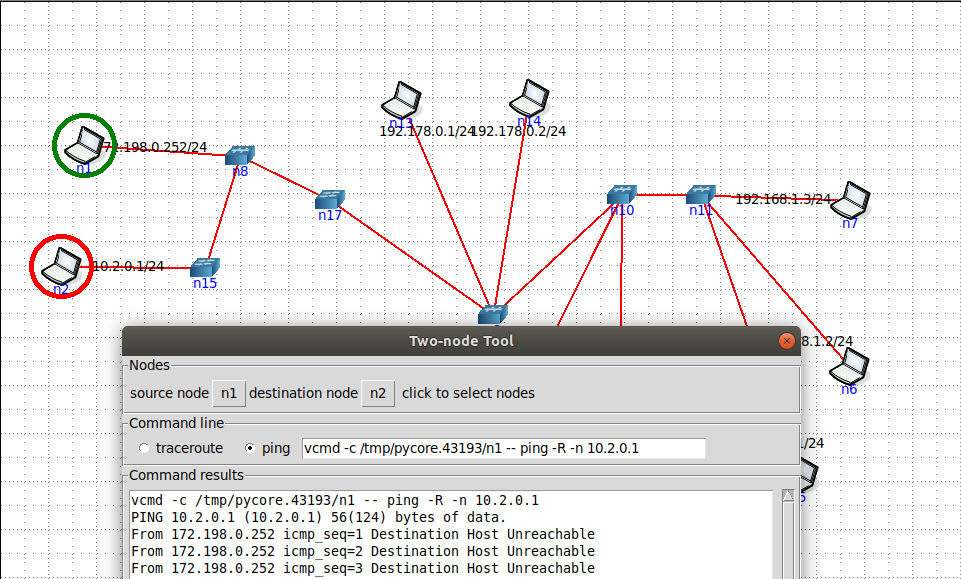 n13
n14
192.178.0.1/24
192.178.0.2/24
71.198.0.252/24
n1
n8
n17
n10
n11
192.168.1.3/24
n7
10.2.0.1/24
n2
n15
8.1.2/24
n6
/24
5
Two-node Tool
Nodes
source node n1 destination node n2 click to select nodes
Command line
traceroute ping vcmd -c /tmp/pycore.43193/n1 -- ping -R -n 10.2.0.1
Command results
vcmd -c /tmp/pycore.43193/n1 -- ping -R -n 10.2.0.1
PING 10.2.0.1 (10.2.0.1) 56(124) bytes of data.
From 172.198.0.252 icmp_seq=1 Destination Host Unreachable
From 172.198.0.252 icmp_seq=2 Destination Host Unreachable
From 172.198.0.252 icmp_seq=3 Destination Host Unreachable